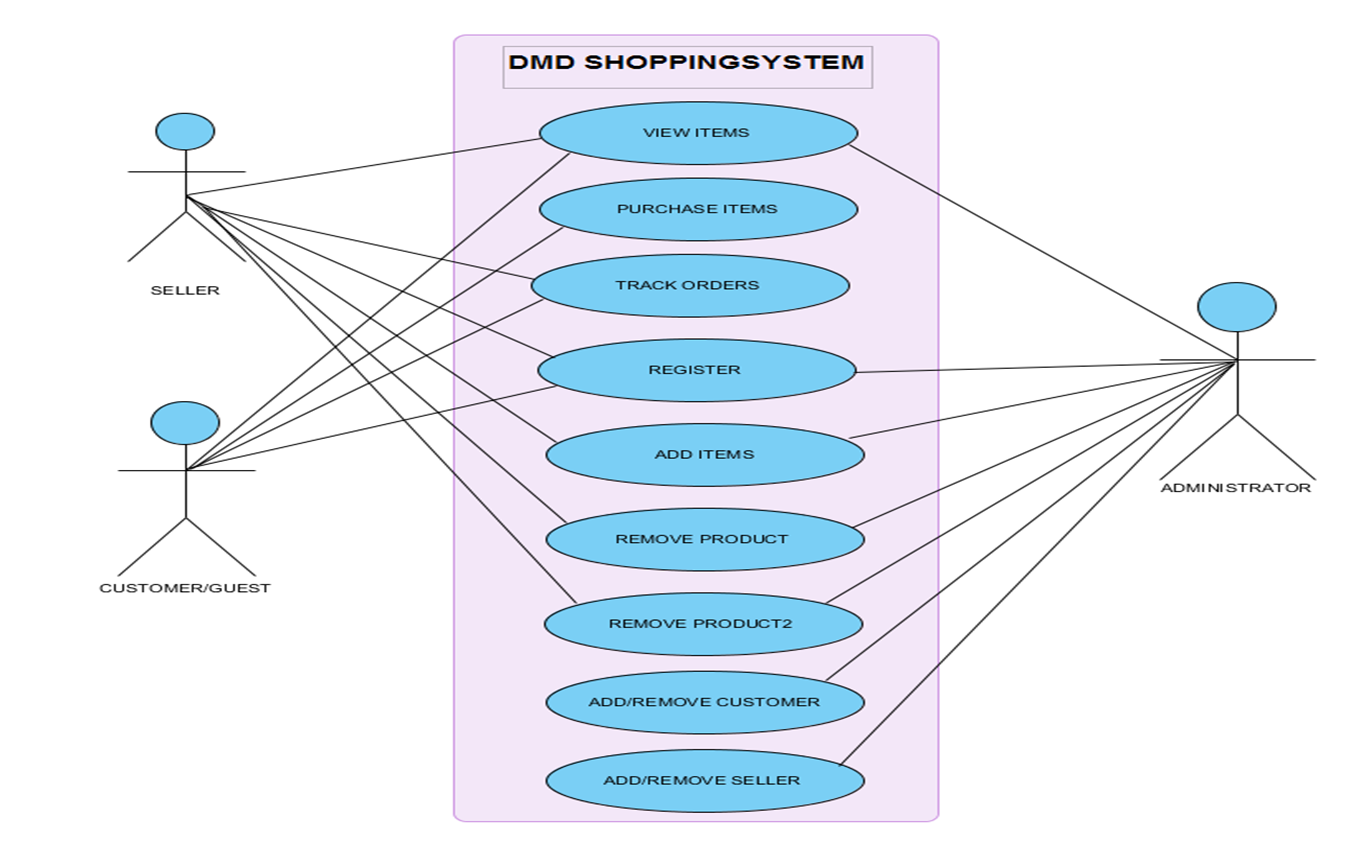 DMD SHOPPINGSYSTEM
VIEW ITEMS
PURCHASE ITEMS
TRACK ORDERS
SELLER
REGISTER
ADD ITEMS
ADMINISTRATOR
REMOVE PRODUCT
CUSTOMER/GUEST
REMOVE PRODUCT2
ADD/REMOVE CUSTOMER
ADD/REMOVE SELLER